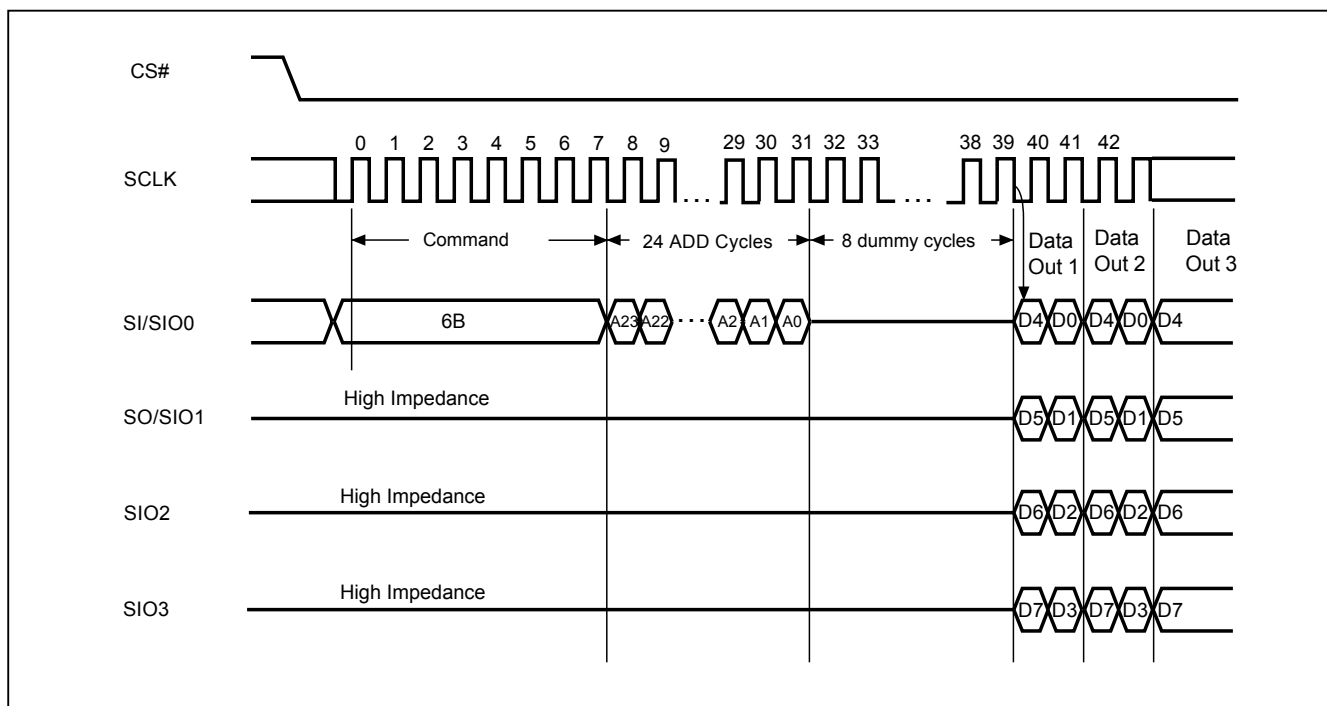 CS#
0 1 2 3 4 5 6 7 8 9 29 30 31 32 33 38 39 40 41 42
SCLK
Command 24 ADD Cycles 8 dummy cycles Data Out 1 Data Out 2 Data Out 3
SI/SIO0 6B A23 A22 A2 A1 A0 D4 D0 D4 D0 D4
High Impedance
SO/SIO1 D5 D1 D5 D1 D5
High Impedance
SIO2 D6 D2 D6 D2 D6
High Impedance
SIO3 D7 D3 D7 D3 D7